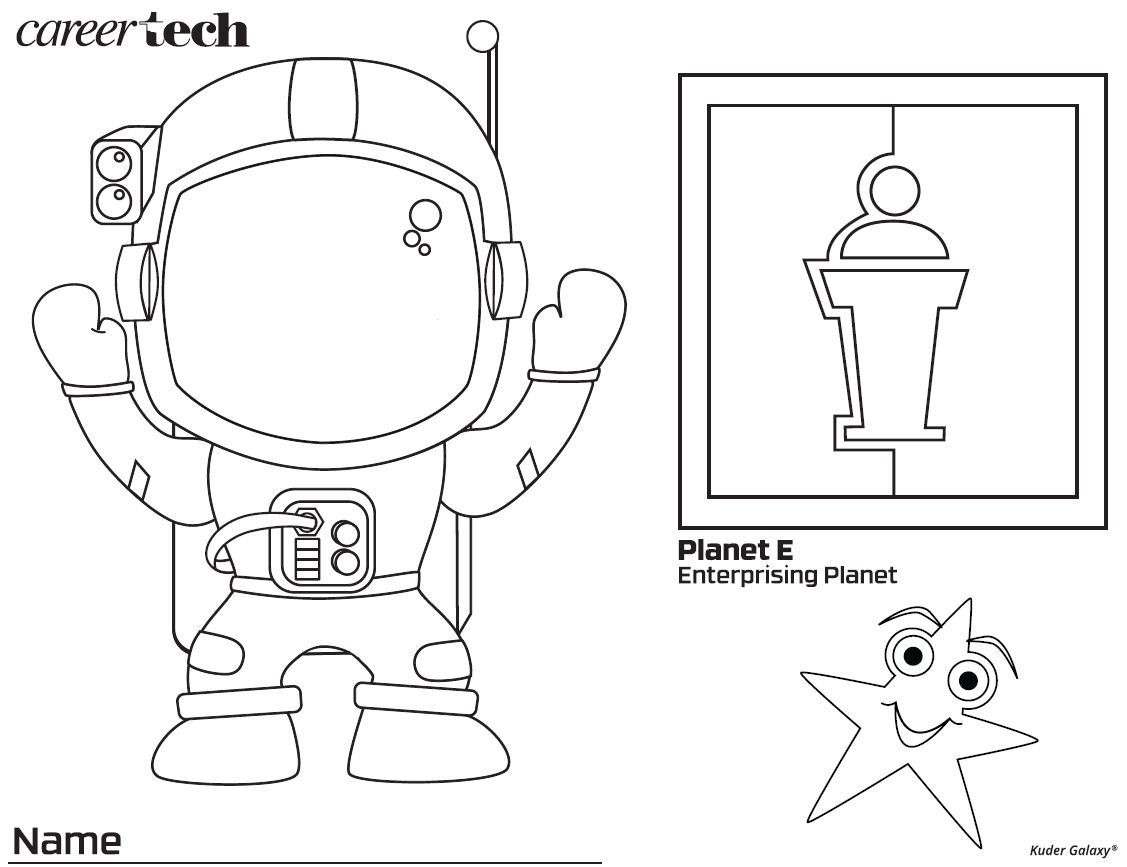 careertech
Planet E
Enterprising Planet
Name
Kuder Galaxy®